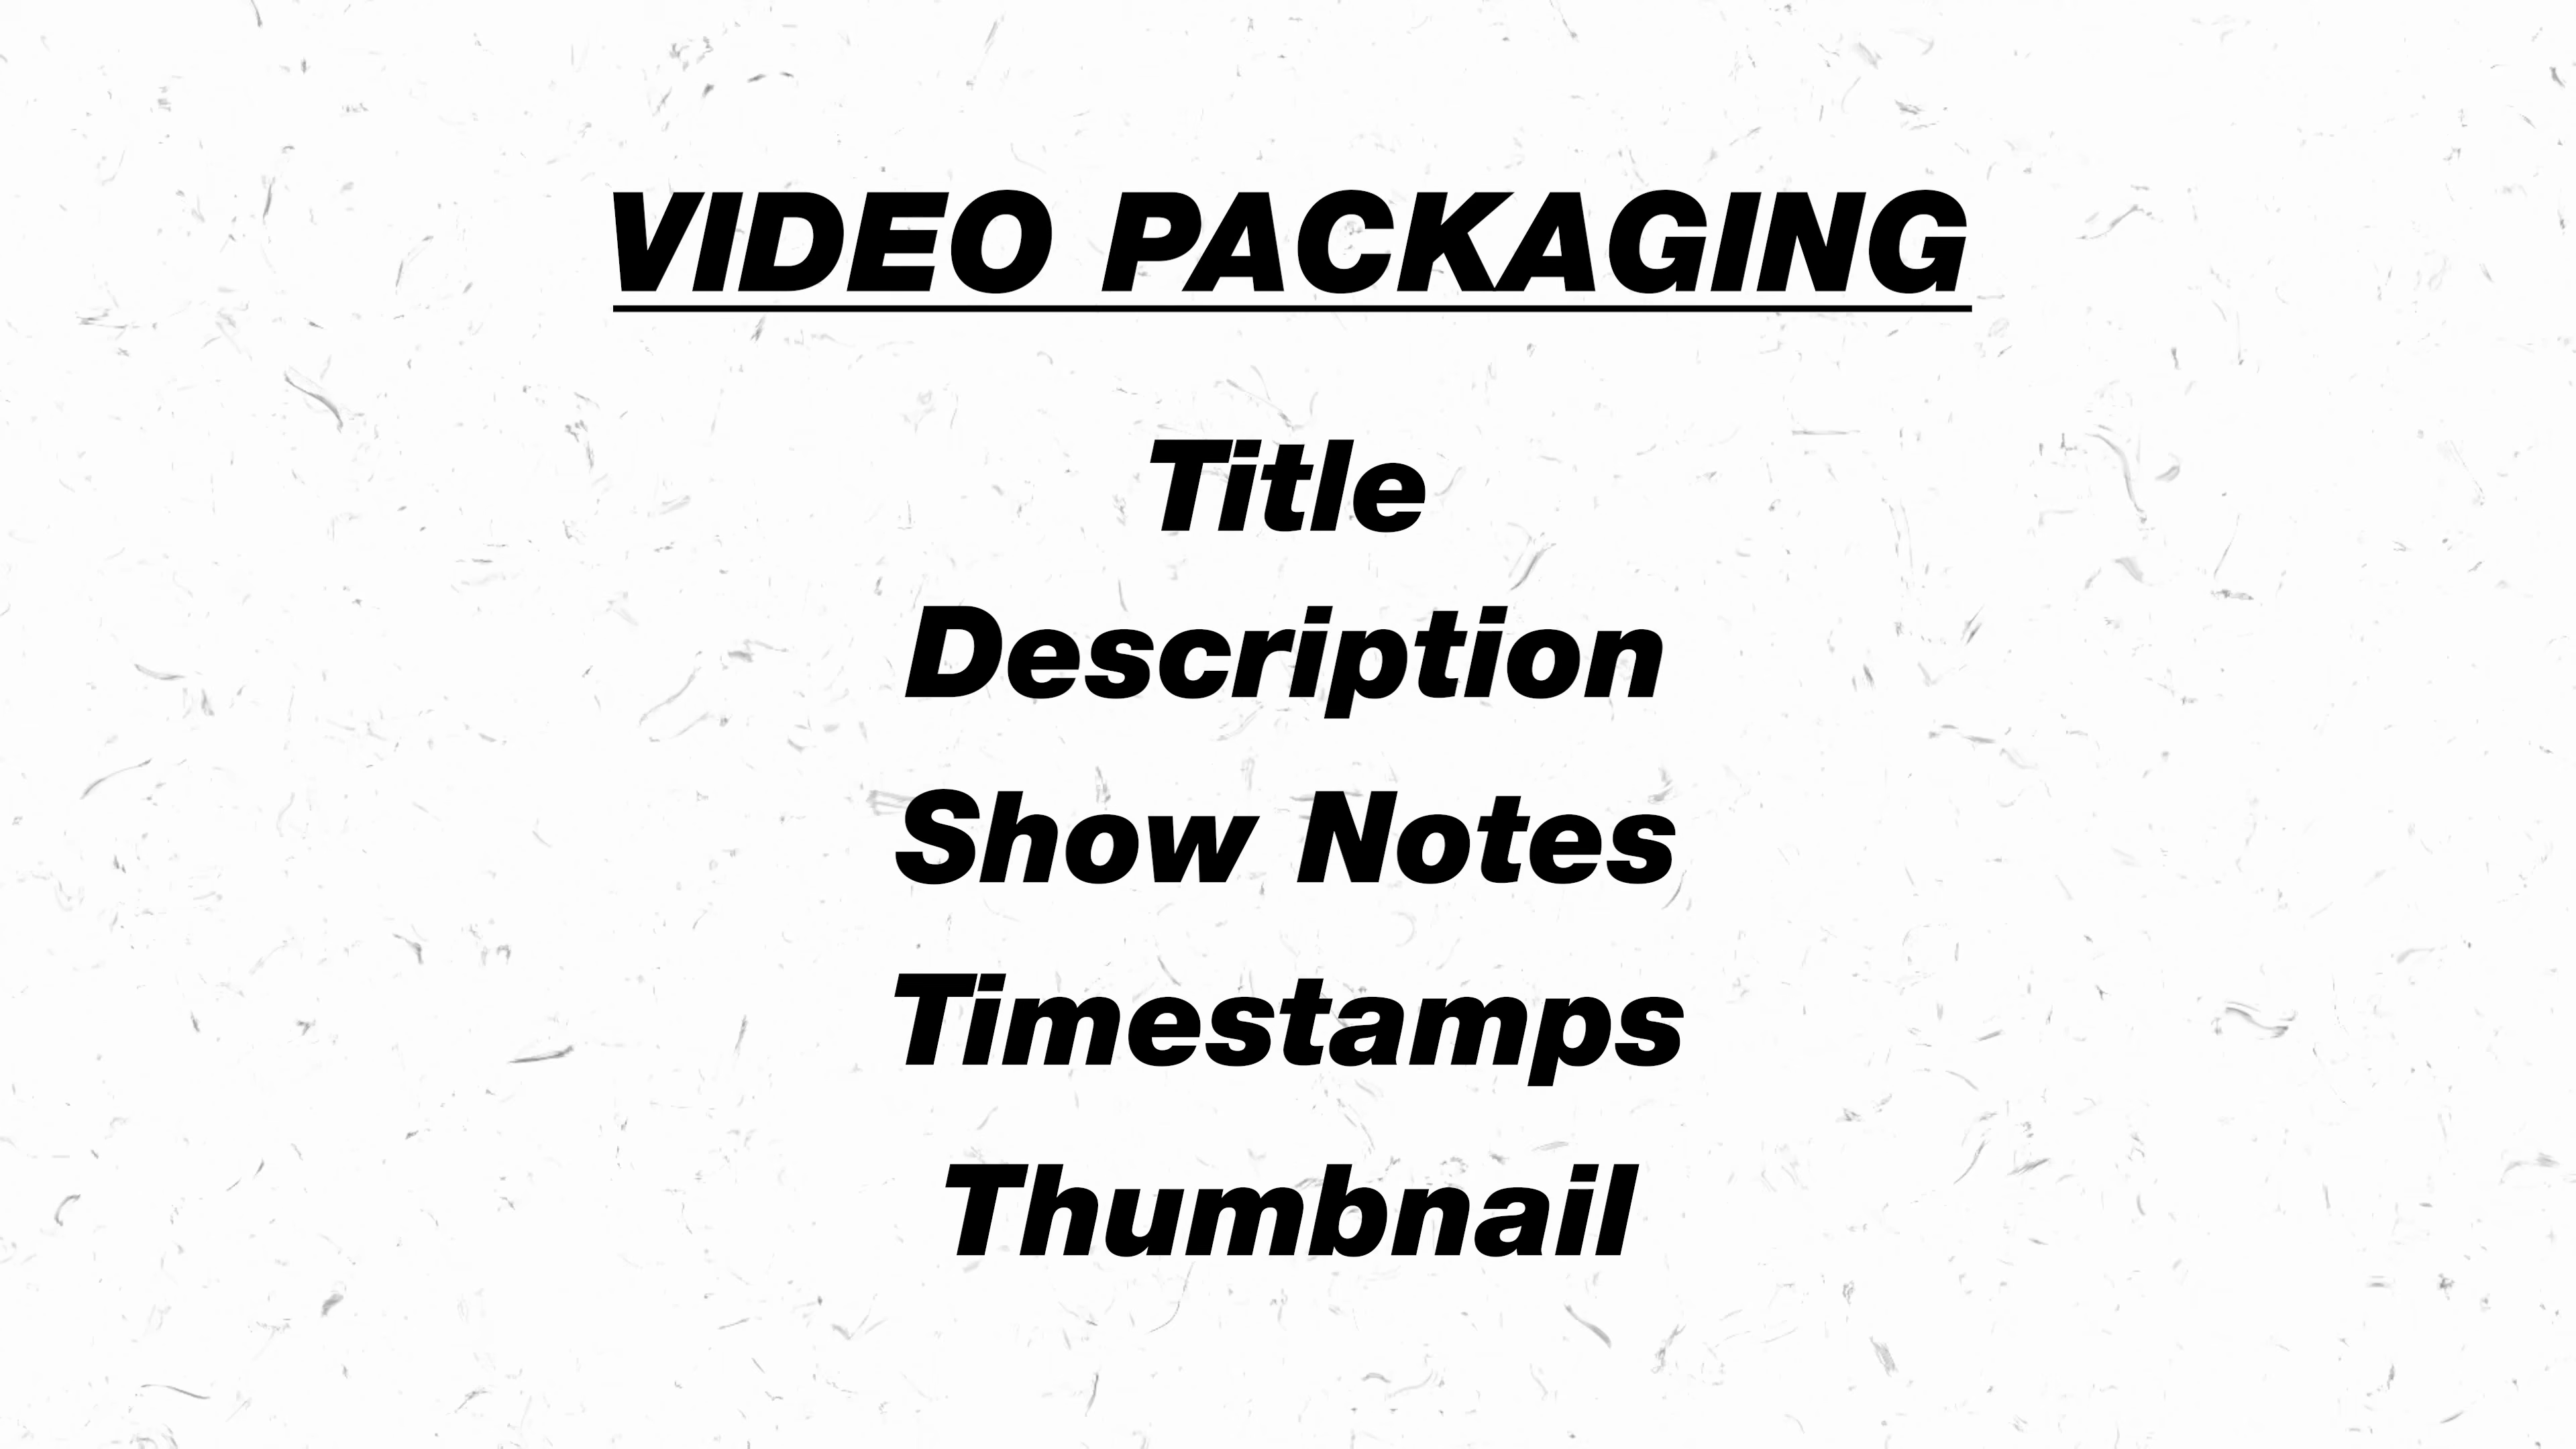 VIDEO PACKAGING
Title
Description
Show Notes
Timestamps
Thumbnail